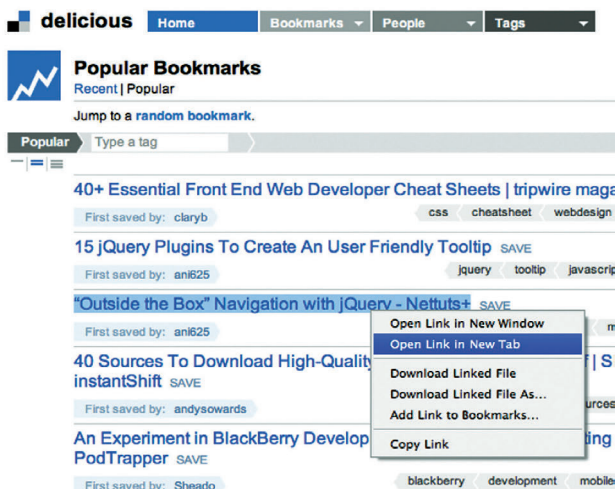 delicious Home Bookmarks People Tags
Popular Bookmarks
Recent | Popular
Jump to a random bookmark.
Popular Type a tag
40+ Essential Front End Web Developer Cheat Sheets | tripwire maga
First saved by: claryb css cheatsheet webdesign
15 jQuery Plugins To Create An User Friendly Tooltip SAVE
First saved by: ani625 jquery tooltip javascrip
“Outside the Box” Navigation with jQuery - Nettuts+ SAVE
Open Link in New Window
First saved by: ani625
Open Link in New Tab
40 Sources To Download High-Quality
instantShift SAVE
Download Linked File
Download Linked File As...
First saved by: andysowards
Add Link to Bookmarks...
Copy Link
An Experiment in BlackBerry Develop ting
PodTrapper SAVE
First saved by: Sheado blackberry development mobile